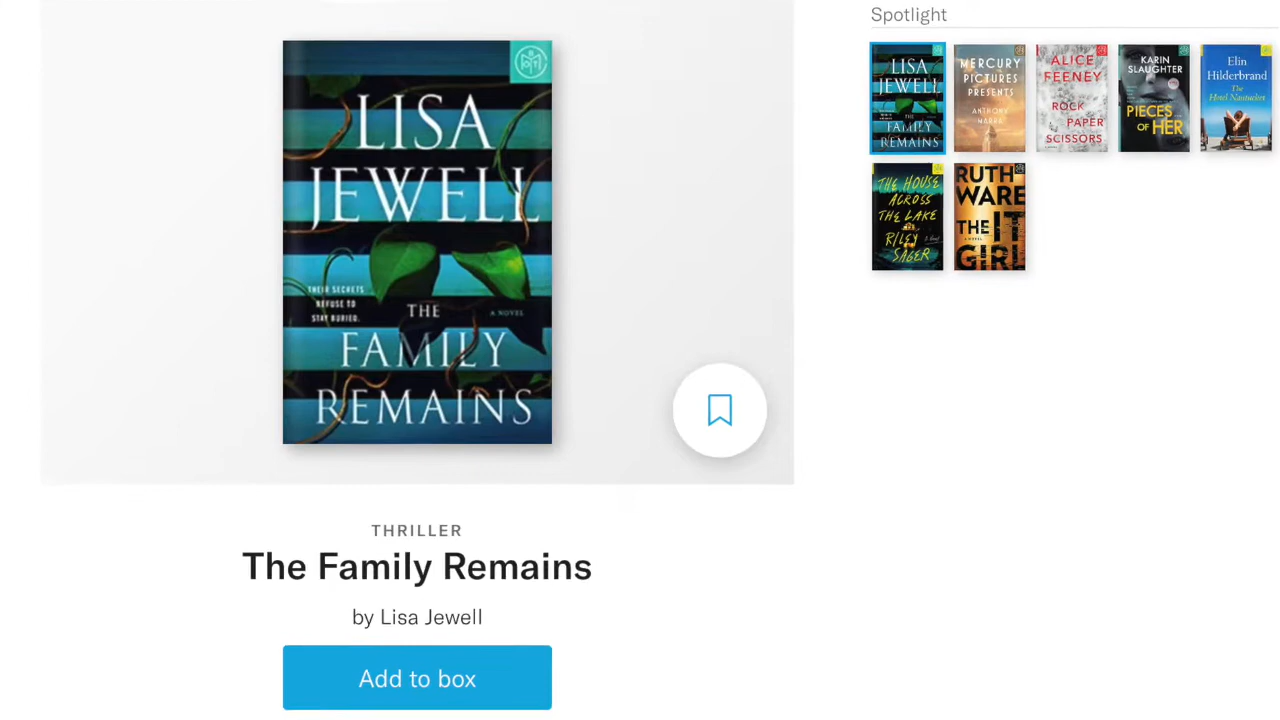 LISA
JEWELL
THEIR SECRETS
REFUSE TO
STAY BURIED.
THE
A NOVEL
FAMILY
REMAINS
THRILLER
The Family Remains
by Lisa Jewell
Add to box
Spotlight
LISA
JEWELL
THE
FAMILY
REMAINS
MERCURY
PICTURES
PRESENTS
ANTHONY
MARRA
ALICE
FEENEY
ROCK
PAPER
SCISSORS
KARIN
SLAUGHTER
PIECES
OF HER
Elin
Hilderbrand
The
Hotel Nantucket
THE HOUSE
ACROSS
THE LAKE
RILEY
SAGER
RUTH
WARE
THE IT
GIRL